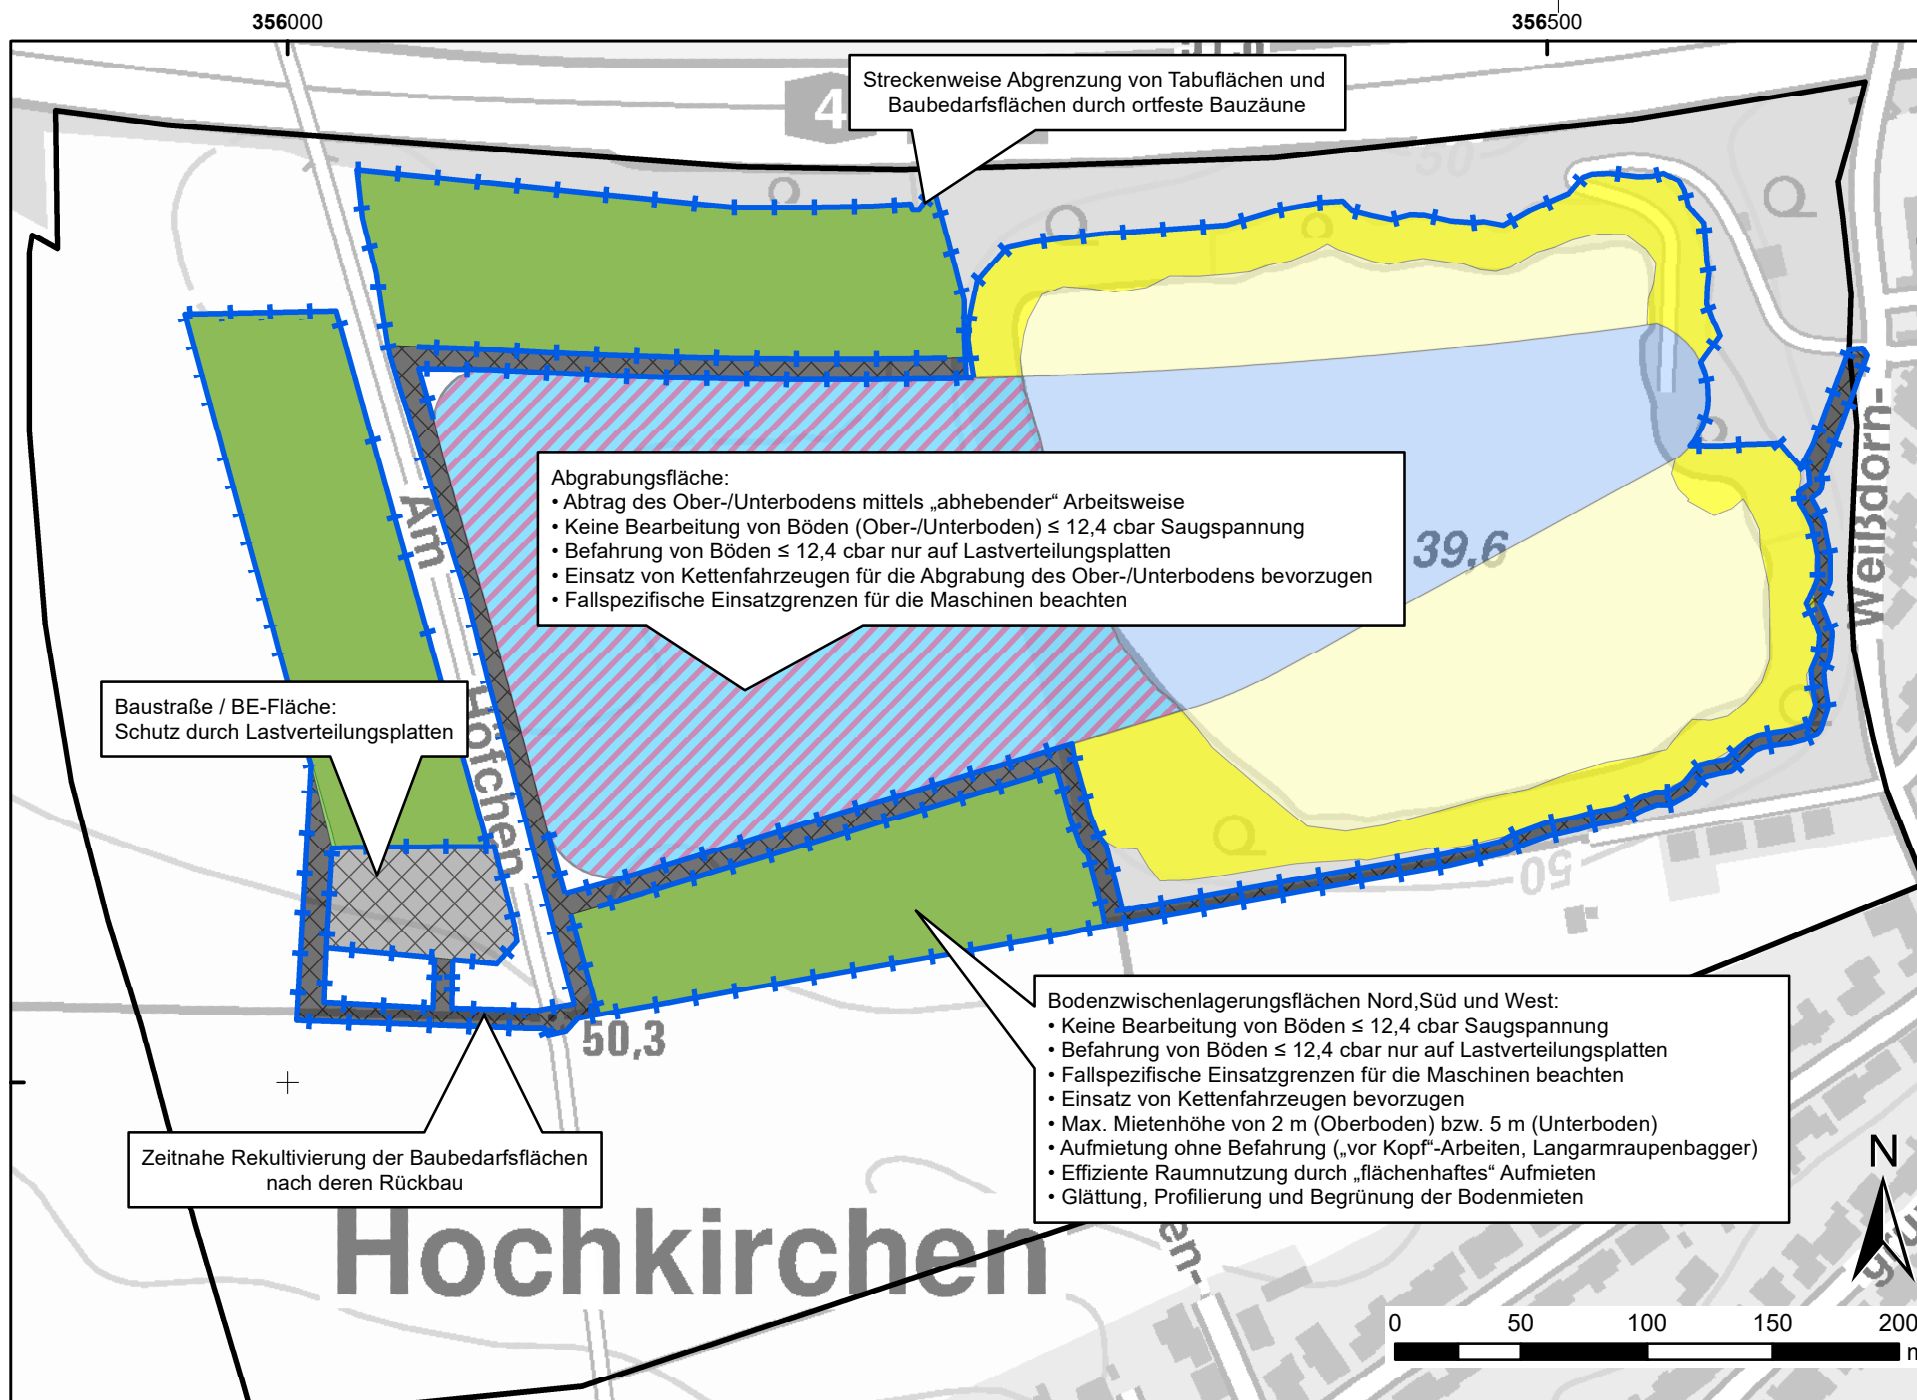 356000
356500
4
Streckenweise Abgrenzung von Tabuflächen und
Baubedarfsflächen durch ortfeste Bauzäune
50
Abgrabungsfläche:
• Abtrag des Ober-/Unterbodens mittels „abhebender“ Arbeitsweise
• Keine Bearbeitung von Böden (Ober-/Unterboden) ≤ 12,4 cbar Saugspannung
• Befahrung von Böden ≤ 12,4 cbar nur auf Lastverteilungsplatten
• Einsatz von Kettenfahrzeugen für die Abgrabung des Ober-/Unterbodens bevorzugen
• Fallspezifische Einsatzgrenzen für die Maschinen beachten
39,6
Weißdorn-
Am
Höfchen
Baustraße / BE-Fläche:
Schutz durch Lastverteilungsplatten
50
50,3
Bodenzwischenlagerungsflächen Nord,Süd und West:
• Keine Bearbeitung von Böden ≤ 12,4 cbar Saugspannung
• Befahrung von Böden ≤ 12,4 cbar nur auf Lastverteilungsplatten
• Fallspezifische Einsatzgrenzen für die Maschinen beachten
• Einsatz von Kettenfahrzeugen bevorzugen
• Max. Mietenhöhe von 2 m (Oberboden) bzw. 5 m (Unterboden)
• Aufmietung ohne Befahrung („vor Kopf“-Arbeiten, Langarmraupenbagger)
• Effiziente Raumnutzung durch „flächenhaftes“ Aufmieten
• Glättung, Profilierung und Begrünung der Bodenmieten
Zeitnahe Rekultivierung der Baubedarfsflächen
nach deren Rückbau
Hochkirchen
en-
N
0 50 100 150 200